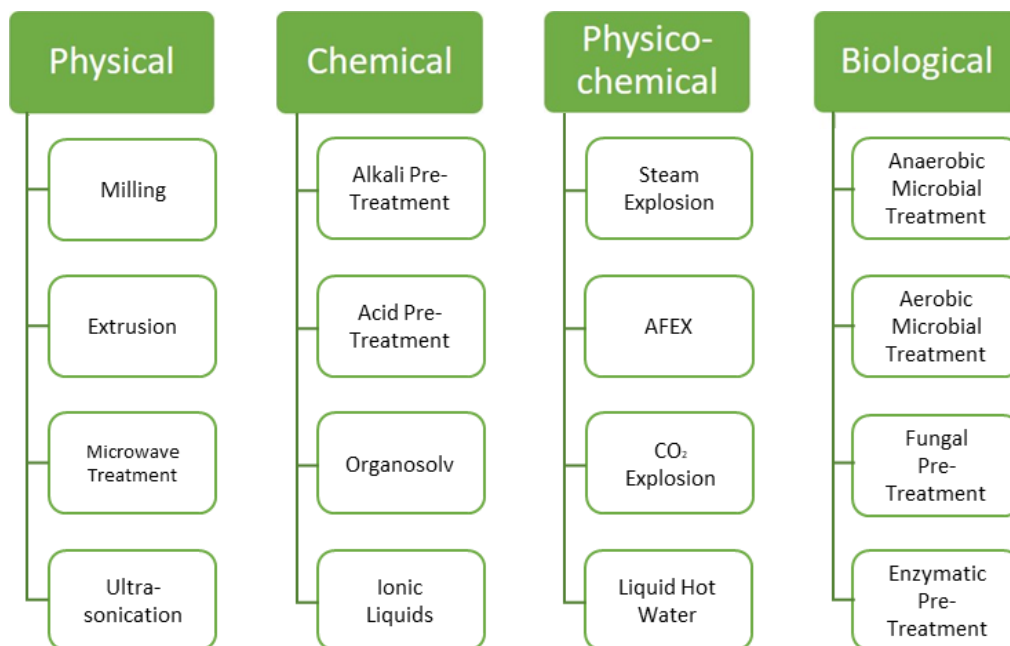 Physical
Milling
Extrusion
Microwave
Treatment
Ultra-
sonication
Chemical
Alkali Pre-
Treatment
Acid Pre-
Treatment
Organosolv
Ionic
Liquids
Physico-
chemical
Steam
Explosion
AFEX
CO₂
Explosion
Liquid Hot
Water
Biological
Anaerobic
Microbial
Treatment
Aerobic
Microbial
Treatment
Fungal
Pre-
Treatment
Enzymatic
Pre-
Treatment